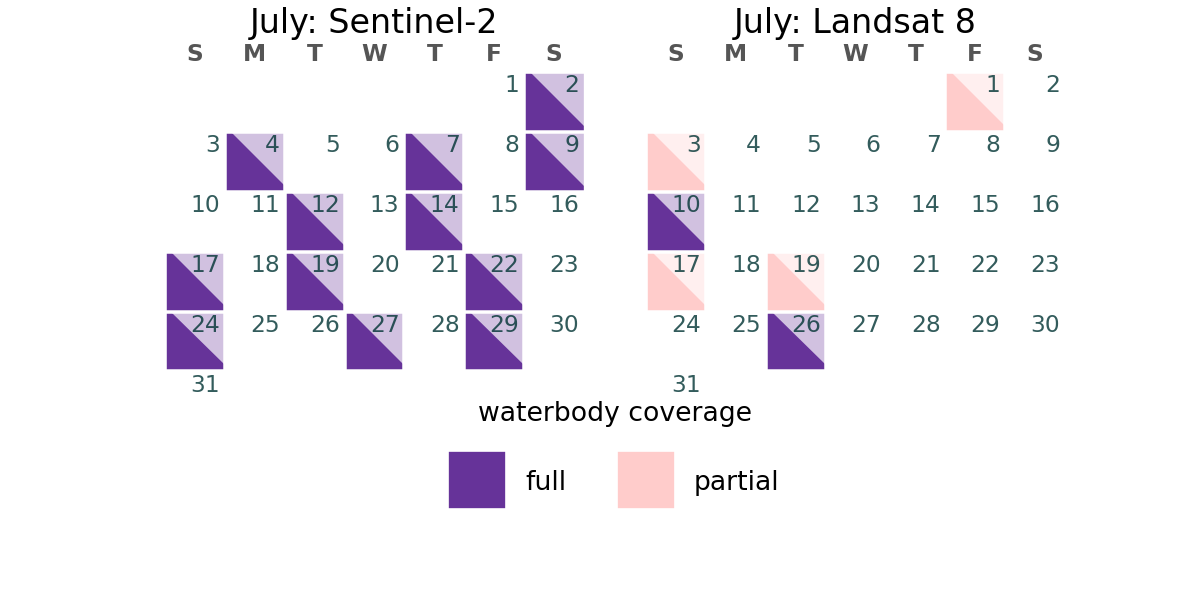 July: Sentinel-2
S M T W T F S
1 2
3 4 5 6 7 8 9
10 11 12 13 14 15 16
17 18 19 20 21 22 23
24 25 26 27 28 29 30
31
July: Landsat 8
S M T W T F S
1 2
3 4 5 6 7 8 9
10 11 12 13 14 15 16
17 18 19 20 21 22 23
24 25 26 27 28 29 30
31
waterbody coverage
full
partial